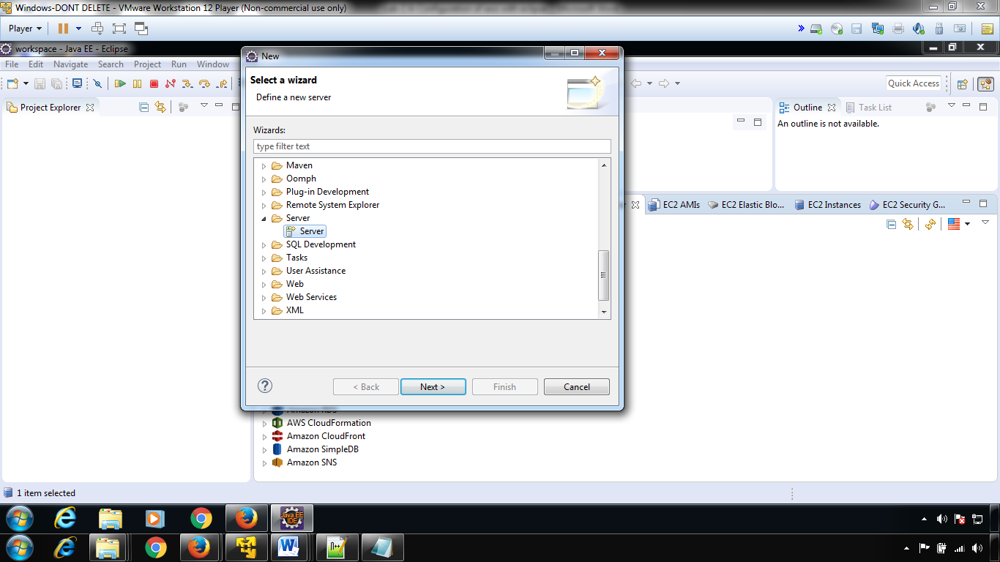 Windows-DONT DELETE - VMware Workstation 12 Player (Non-commercial use only)
Player
workspace - Java EE - Eclipse
File Edit Navigate Search Project Run Window
Quick Access
Project Explorer
New
Select a wizard
Define a new server
Wizards:
type filter text
Maven
Oomph
Plug-in Development
Remote System Explorer
Server
Server
SQL Development
Tasks
User Assistance
Web
Web Services
XML
< Back
Next >
Finish
Cancel
Outline
Task List
An outline is not available.
EC2 AMIs
EC2 Elastic Blo...
EC2 Instances
EC2 Security G...
AWS CloudFormation
Amazon CloudFront
Amazon SimpleDB
Amazon SNS
1 item selected
Java EE
IDE